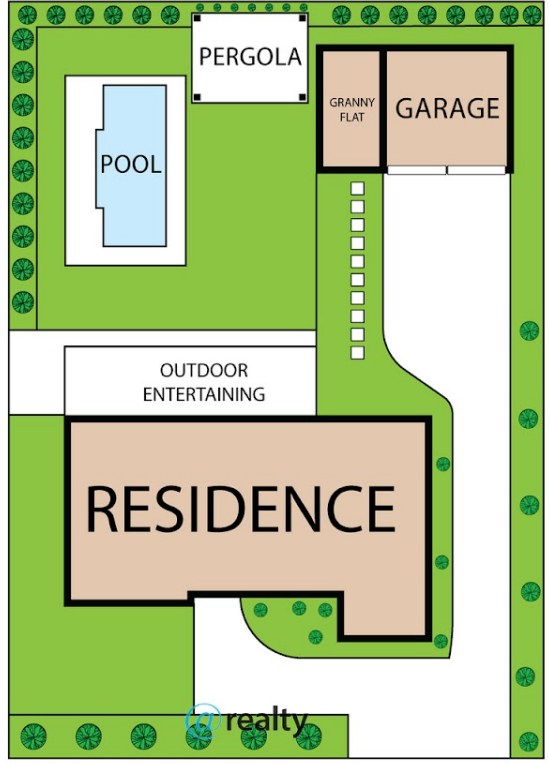 PERGOLA
GRANNY
FLAT
GARAGE
POOL
OUTDOOR
ENTERTAINING
RESIDENCE
@realty